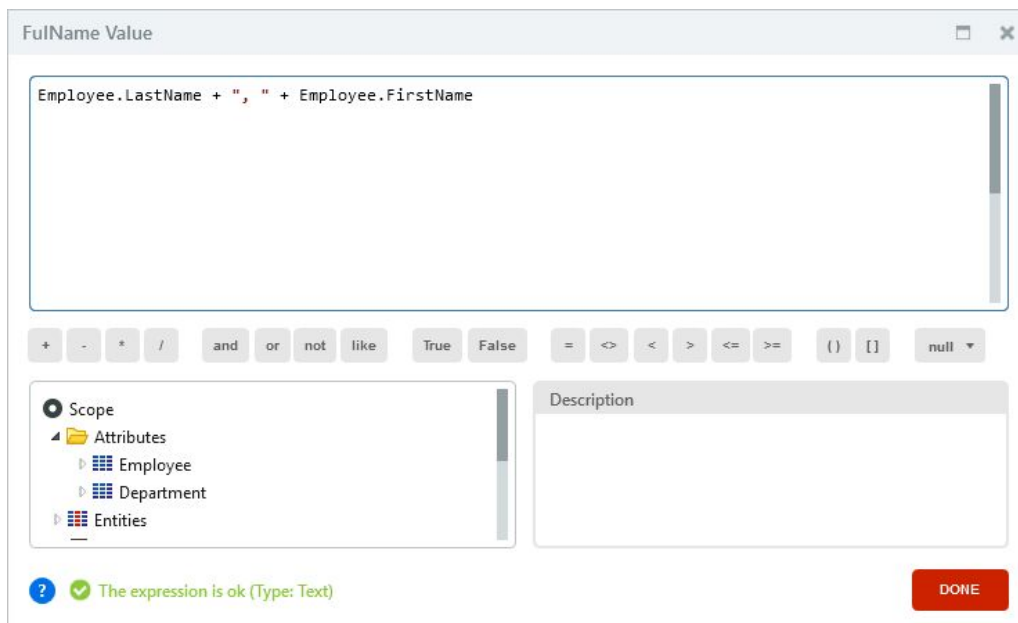 FulName Value
Employee.LastName + ", " + Employee.FirstName
+ - * / and or not like True False = <> < > <= >= () [] null
Scope
Attributes
Employee
Department
Entities
Description
? The expression is ok (Type: Text)
DONE